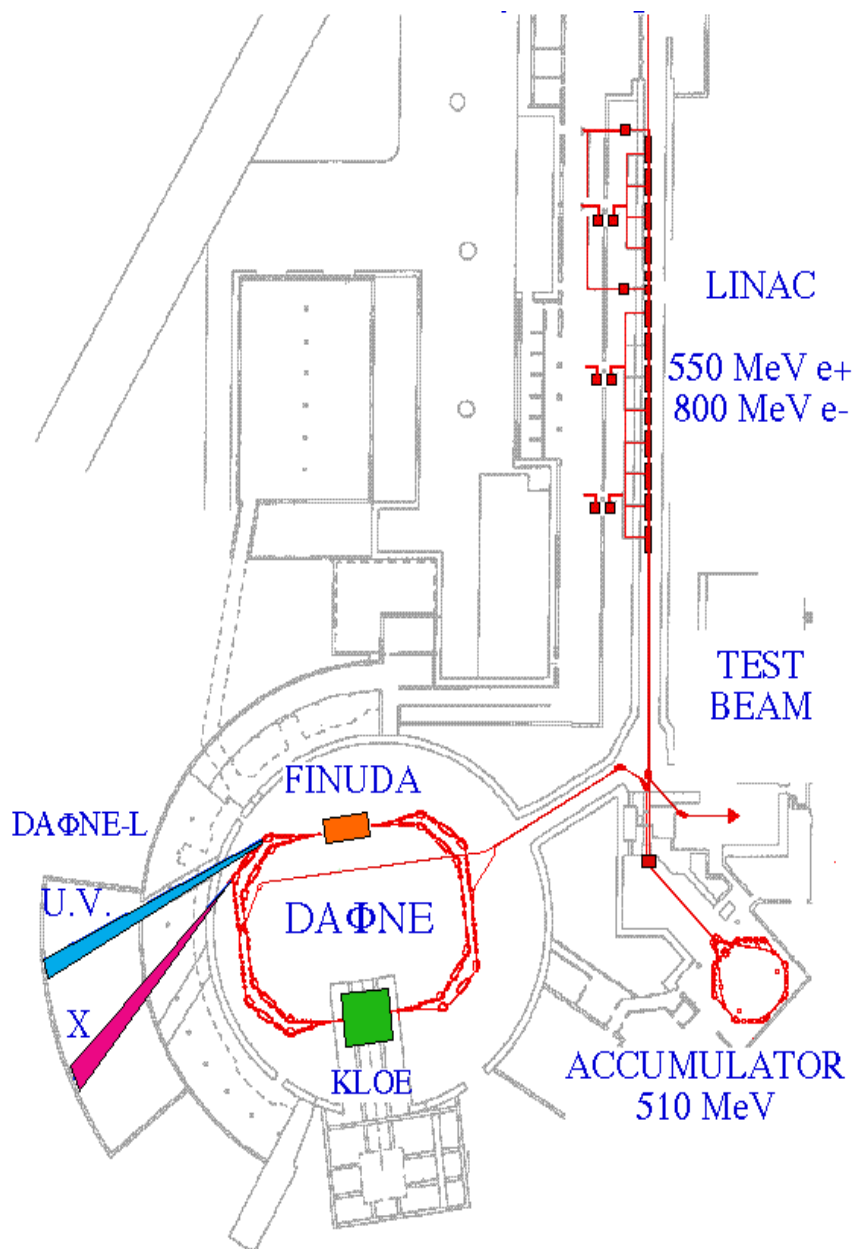 LINAC
550 MeV e+
800 MeV e-
TEST
BEAM
FINUDA
DAΦNE-L
U.V.
DAΦNE
X
KLOE
ACCUMULATOR
510 MeV